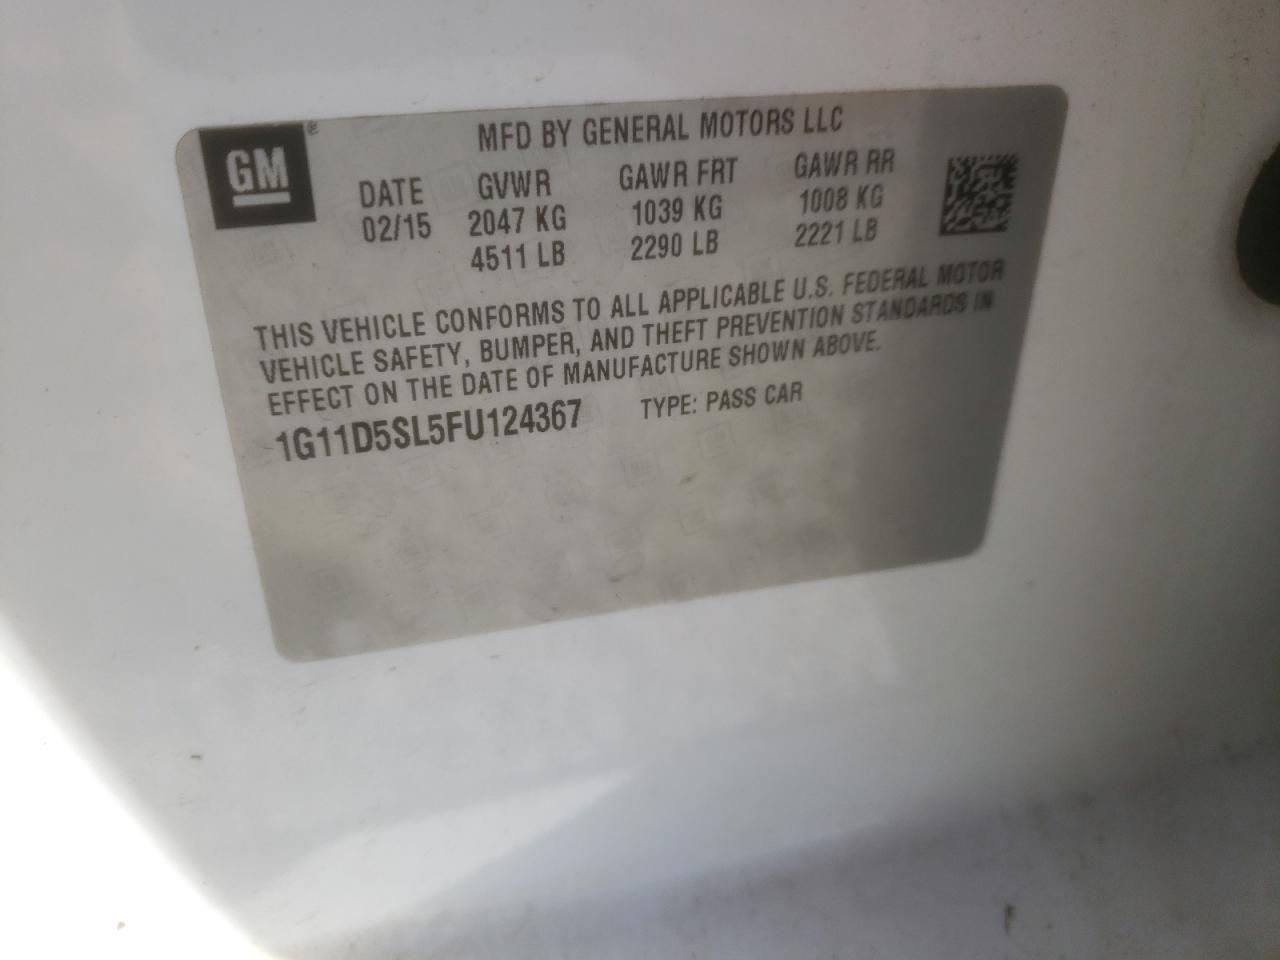 GM
MFD BY GENERAL MOTORS LLC
DATE GVWR GAWR FRT GAWR RR
02/15 2047 KG 1039 KG 1008 KG
4511 LB 2290 LB 2221 LB
THIS VEHICLE CONFORMS TO ALL APPLICABLE U.S. FEDERAL MOTOR
VEHICLE SAFETY, BUMPER, AND THEFT PREVENTION STANDARDS IN
EFFECT ON THE DATE OF MANUFACTURE SHOWN ABOVE.
1G11D5SL5FU124367 TYPE: PASS CAR